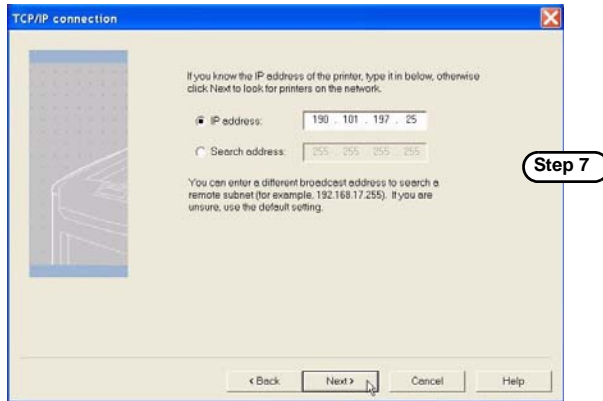 TCP/IP connection
If you know the IP address of the printer, type it in below, otherwise
click Next to look for printers on the network.
IP address: 190 . 101 . 197 . 25
Search address: 255 . 255 . 255 . 255
Step 7
You can enter a different broadcast address to search a
remote subnet (for example, 192.168.17.255). If you are
unsure, use the default setting.
< Back Next > Cancel Help